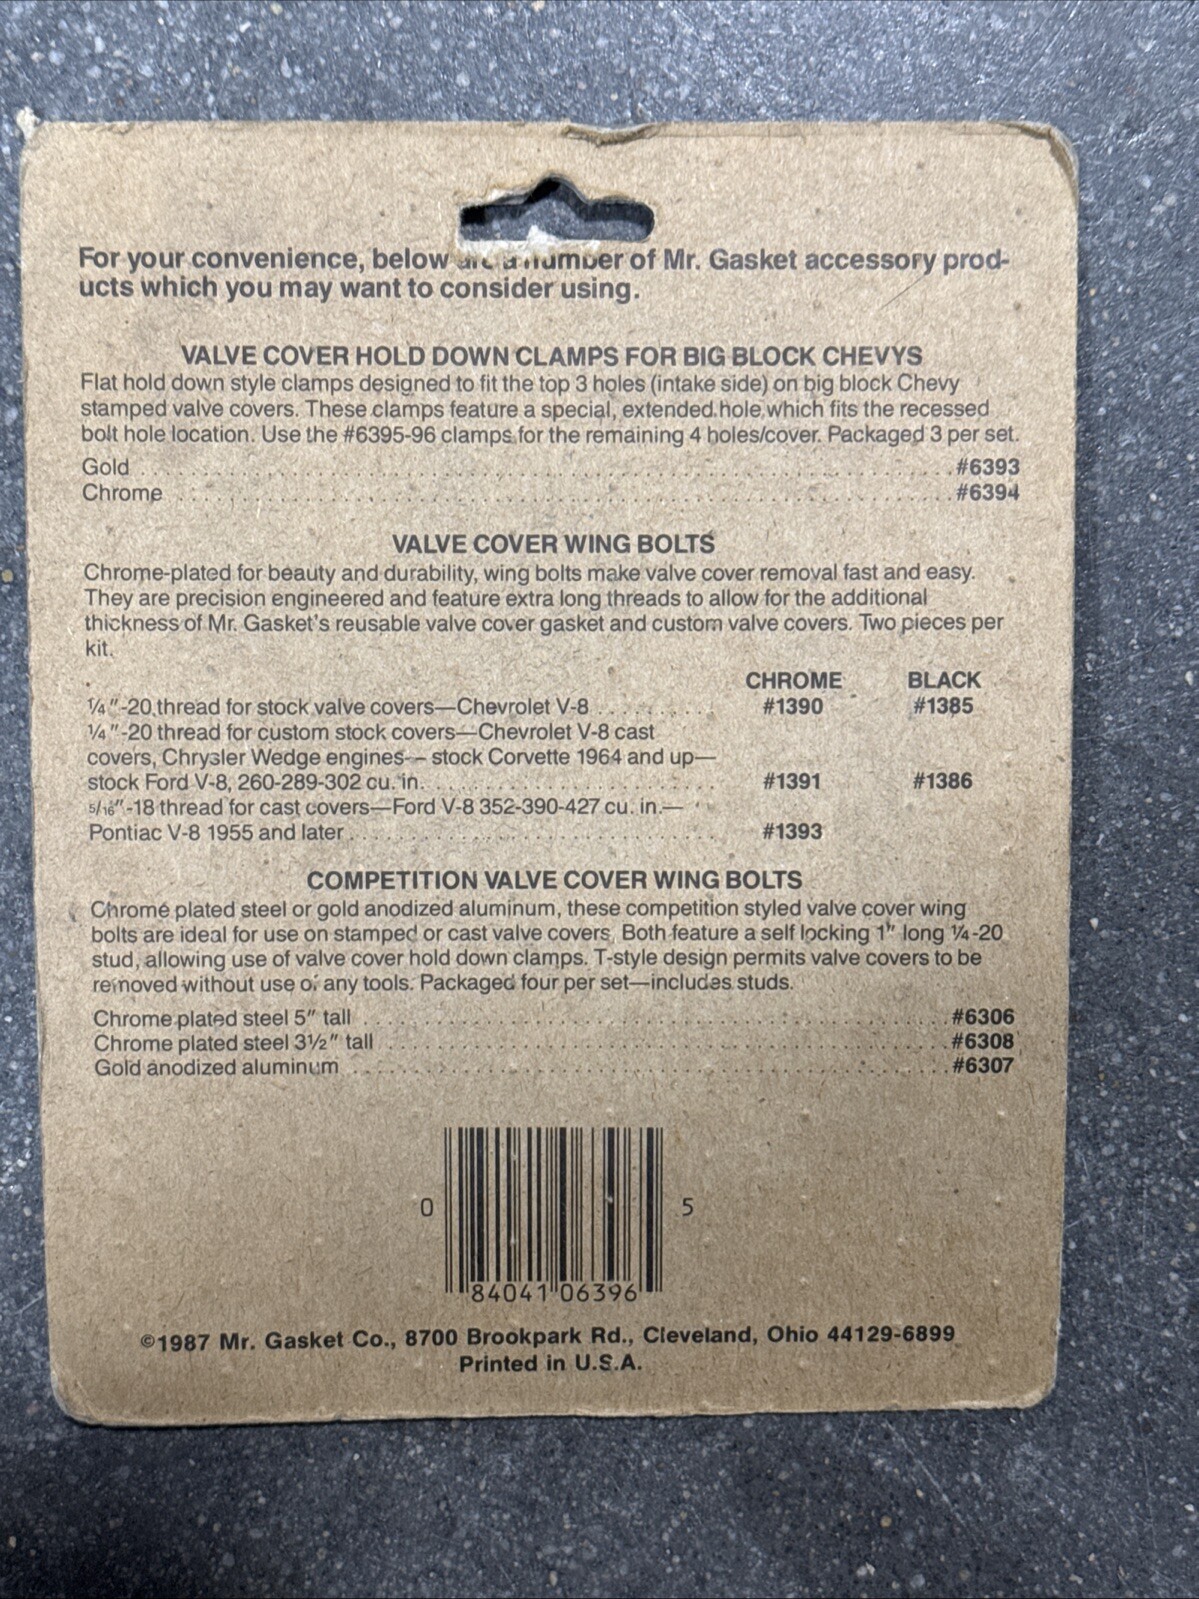 For your convenience, below are a number of Mr. Gasket accessory prod-
ucts which you may want to consider using.
VALVE COVER HOLD DOWN CLAMPS FOR BIG BLOCK CHEVYS
Flat hold down style clamps designed to fit the top 3 holes (intake side) on big block Chevy
stamped valve covers. These clamps feature a special, extended hole which fits the recessed
bolt hole location. Use the #6395-96 clamps for the remaining 4 holes/cover. Packaged 3 per set.
Gold #6393
Chrome #6394
VALVE COVER WING BOLTS
Chrome-plated for beauty and durability, wing bolts make valve cover removal fast and easy.
They are precision engineered and feature extra long threads to allow for the additional
thickness of Mr. Gasket's reusable valve cover gasket and custom valve covers. Two pieces per
kit.
CHROME BLACK
1/4"-20 thread for stock valve covers—Chevrolet V-8 #1390 #1385
1/4"-20 thread for custom stock covers—Chevrolet V-8 cast
covers, Chrysler Wedge engines— stock Corvette 1964 and up—
stock Ford V-8, 260-289-302 cu. in. #1391 #1386
5/16"-18 thread for cast covers—Ford V-8 352-390-427 cu. in.—
Pontiac V-8 1955 and later #1393
COMPETITION VALVE COVER WING BOLTS
Chrome plated steel or gold anodized aluminum, these competition styled valve cover wing
bolts are ideal for use on stamped or cast valve covers. Both feature a self locking 1" long 1/4-20
stud, allowing use of valve cover hold down clamps. T-style design permits valve covers to be
removed without use of any tools. Packaged four per set—includes studs.
Chrome plated steel 5" tall #6306
Chrome plated steel 3½" tall #6308
Gold anodized aluminum #6307
0 84041 06396 5
©1987 Mr. Gasket Co., 8700 Brookpark Rd., Cleveland, Ohio 44129-6899
Printed in U.S.A.